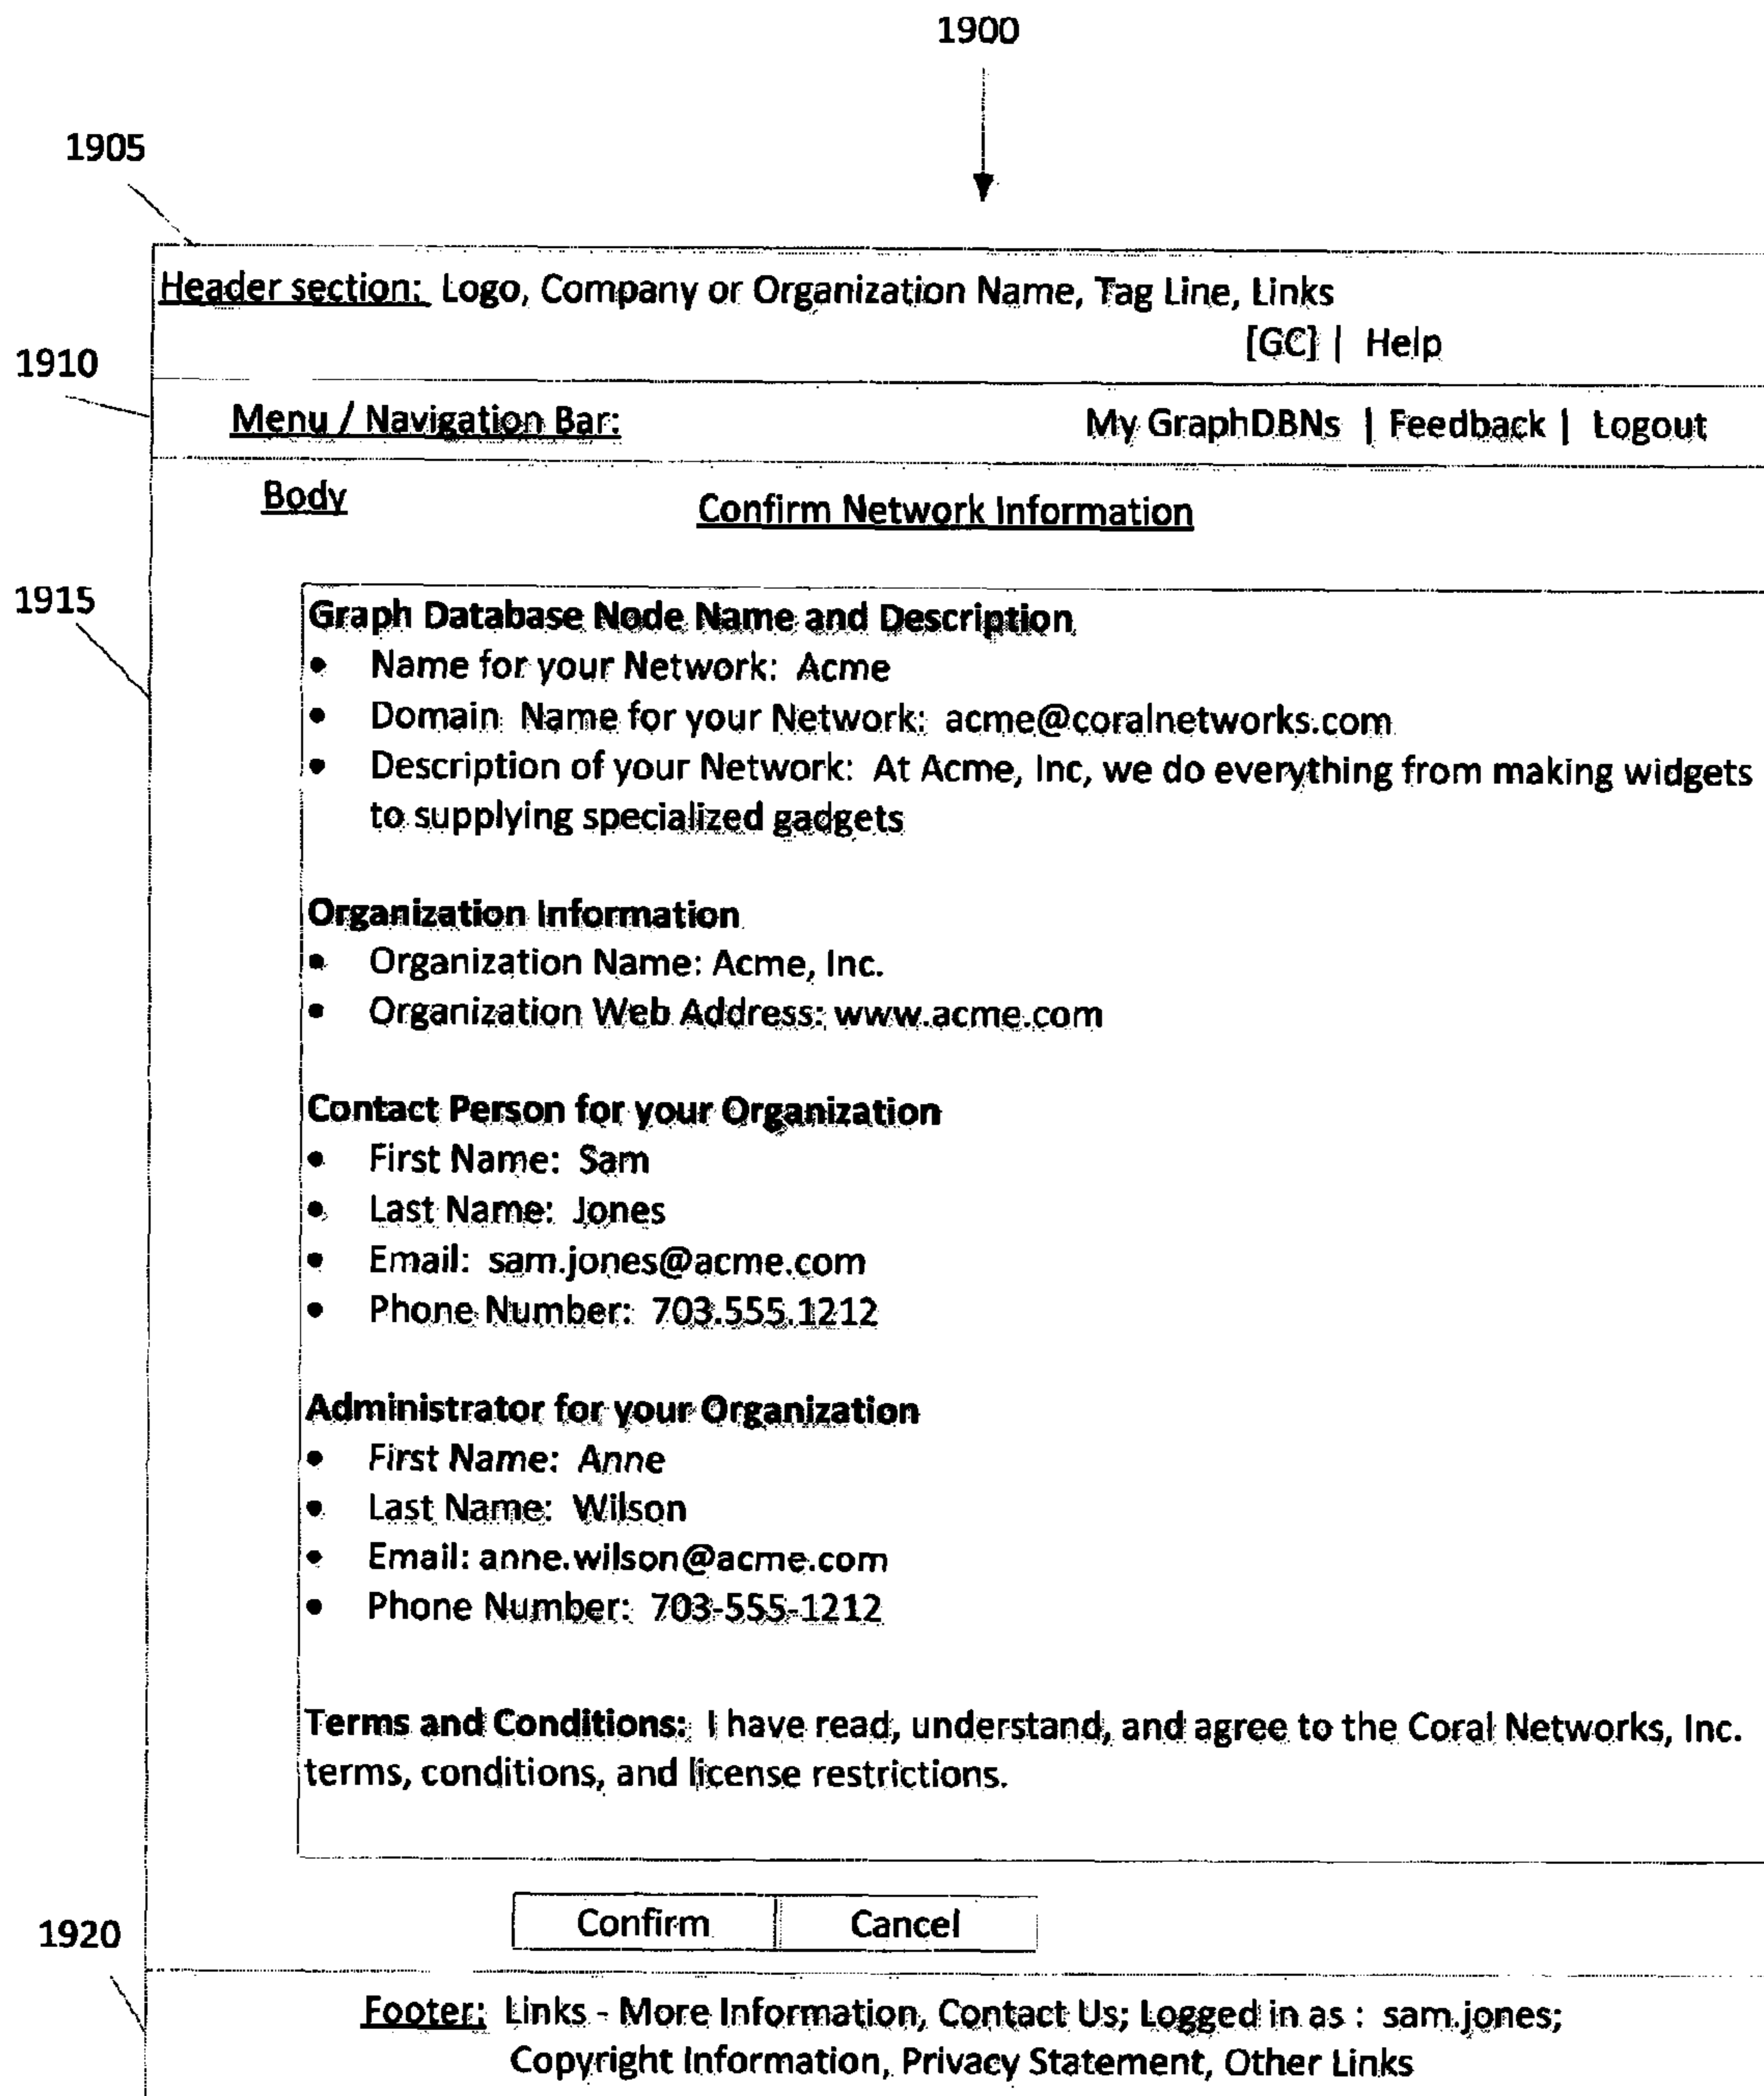 1900
1905
Header section: Logo, Company or Organization Name, Tag Line, Links
[GC] | Help
1910
Menu / Navigation Bar: My GraphDBNs | Feedback | Logout
Body
Confirm Network Information
1915
Graph Database Node Name and Description
• Name for your Network: Acme
• Domain Name for your Network: acme@coralnetworks.com
• Description of your Network: At Acme, Inc, we do everything from making widgets
to supplying specialized gadgets
Organization Information
• Organization Name: Acme, Inc.
• Organization Web Address: www.acme.com
Contact Person for your Organization
• First Name: Sam
• Last Name: Jones
• Email: sam.jones@acme.com
• Phone Number: 703.555.1212
Administrator for your Organization
• First Name: Anne
• Last Name: Wilson
• Email: anne.wilson@acme.com
• Phone Number: 703-555-1212
Terms and Conditions: I have read, understand, and agree to the Coral Networks, Inc.
terms, conditions, and license restrictions.
Confirm Cancel
1920
Footer: Links - More Information, Contact Us; Logged in as : sam.jones;
Copyright Information, Privacy Statement, Other Links